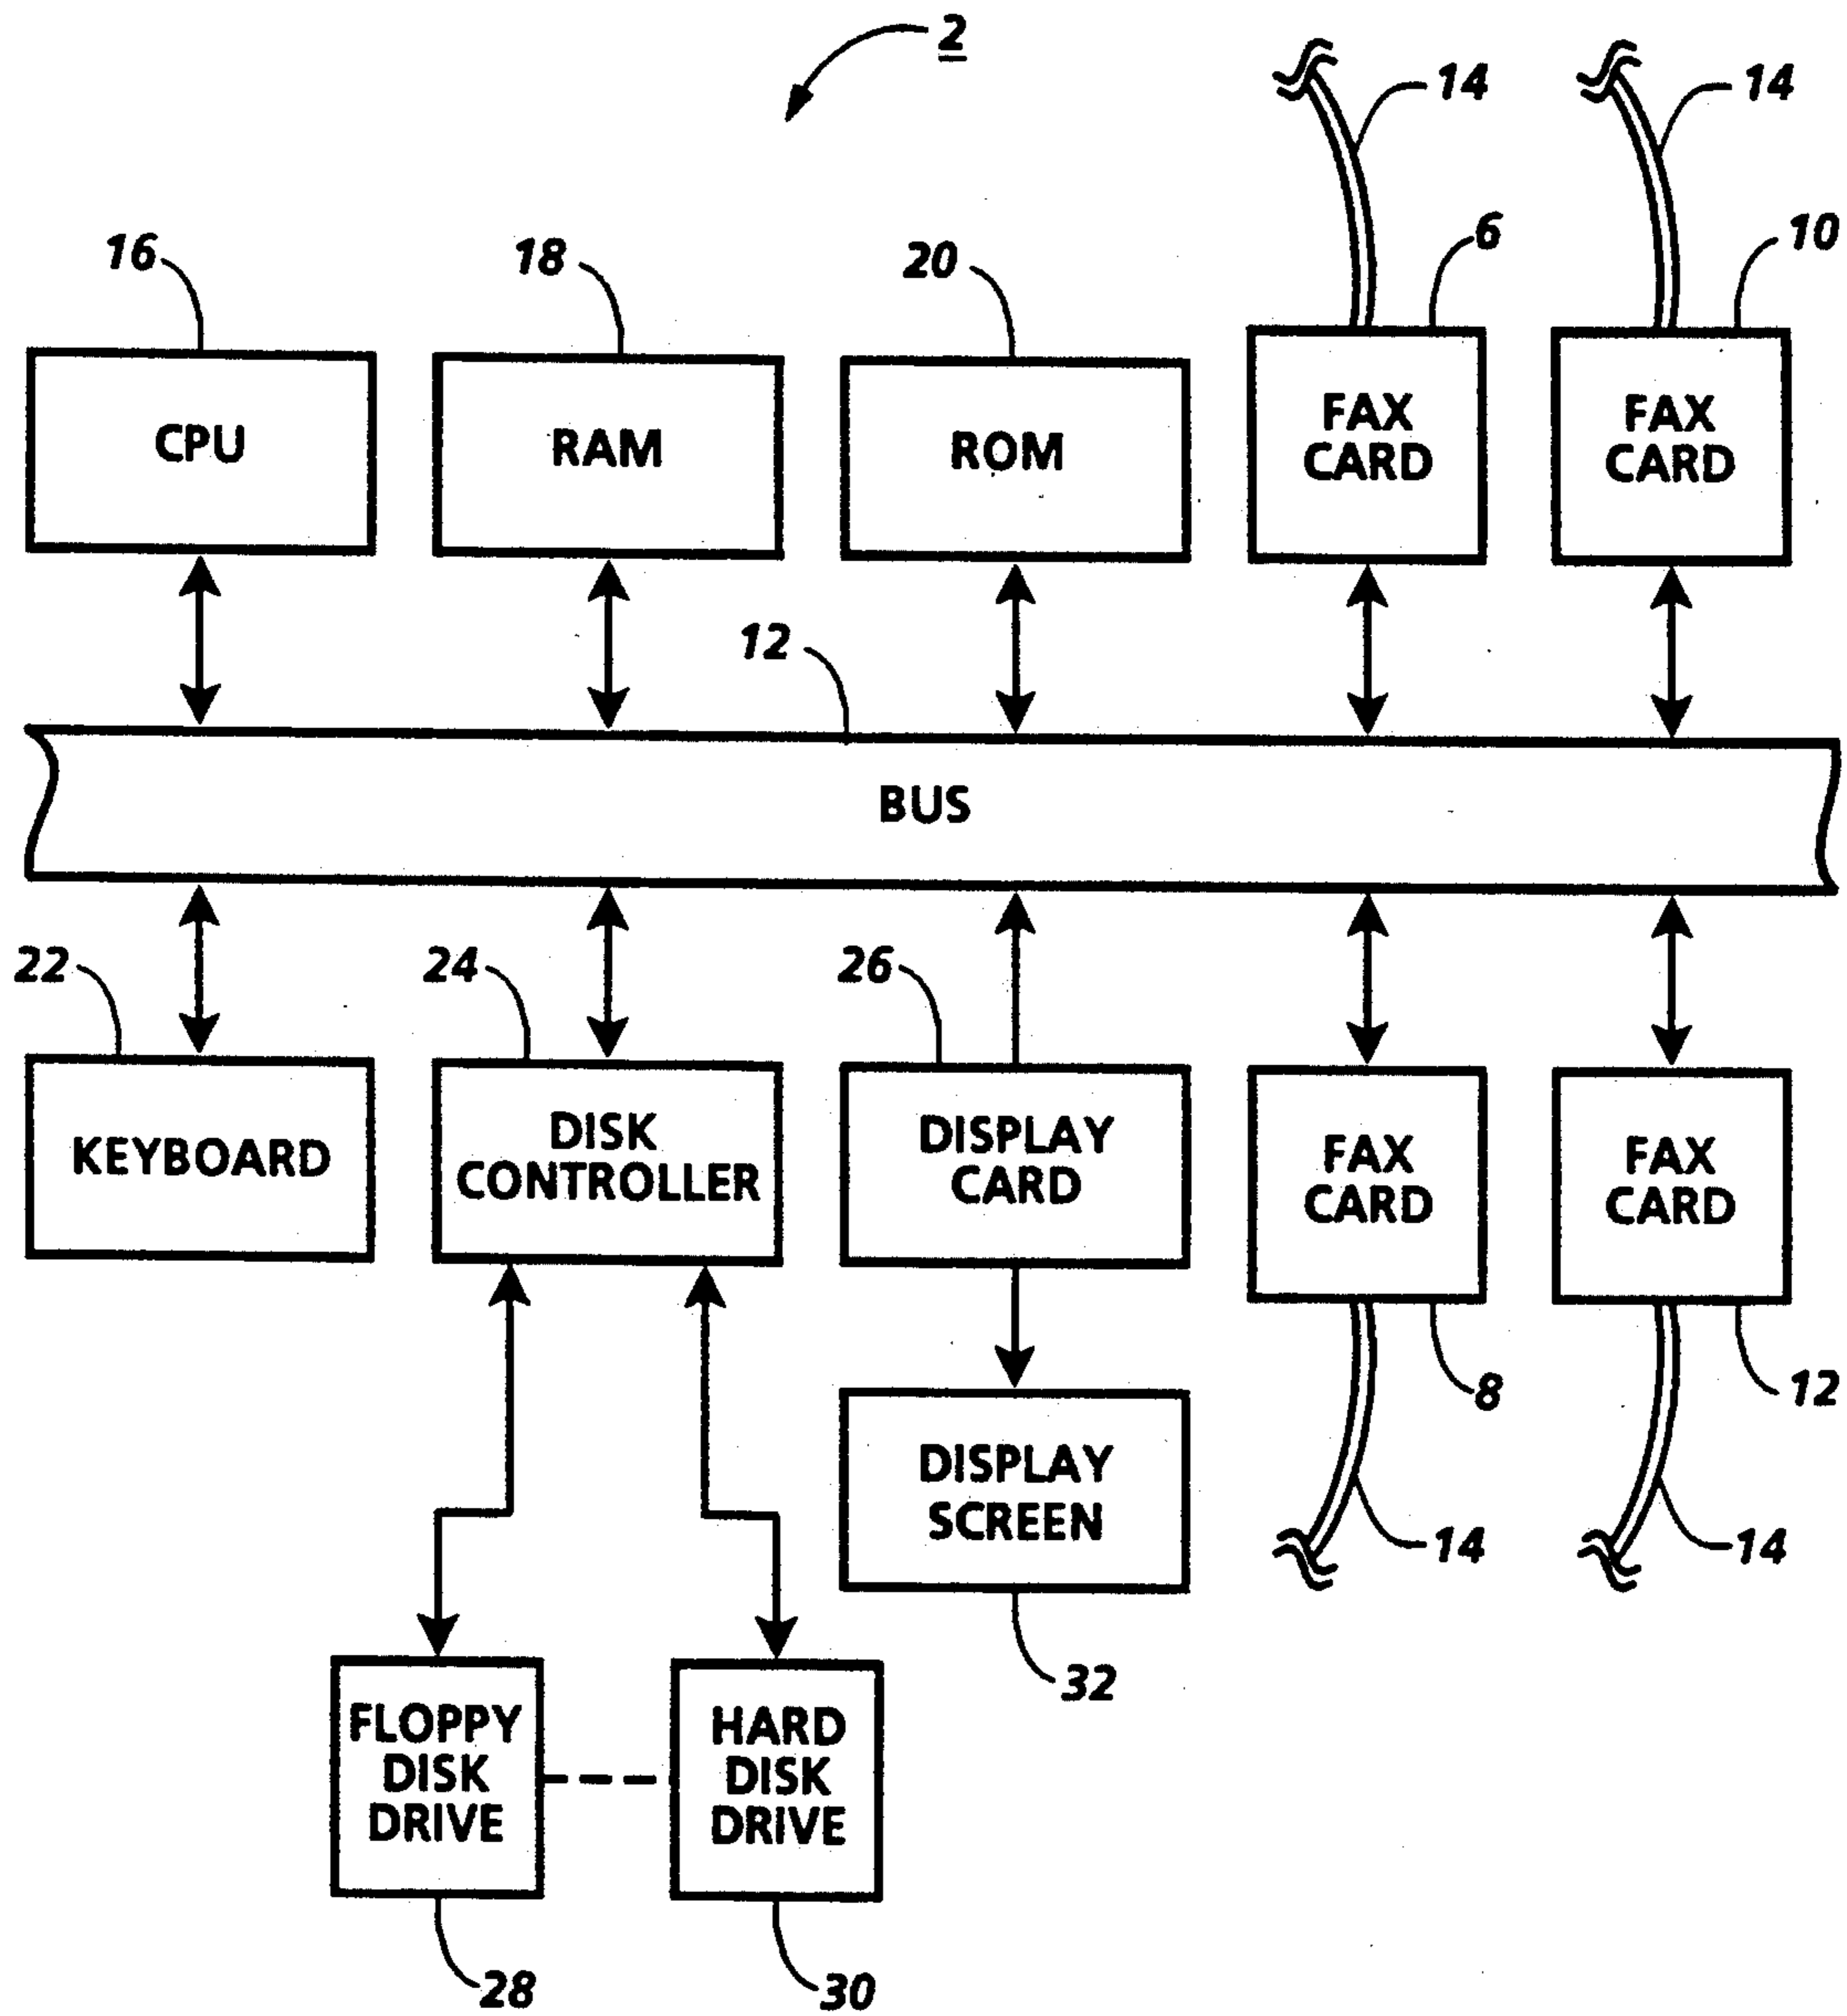 2
14
14
16
18
20
6
10
CPU
RAM
ROM
FAX
CARD
FAX
CARD
12
BUS
22
24
26
KEYBOARD
DISK
CONTROLLER
DISPLAY
CARD
FAX
CARD
FAX
CARD
8
12
DISPLAY
SCREEN
14
14
32
FLOPPY
DISK
DRIVE
HARD
DISK
DRIVE
28
30